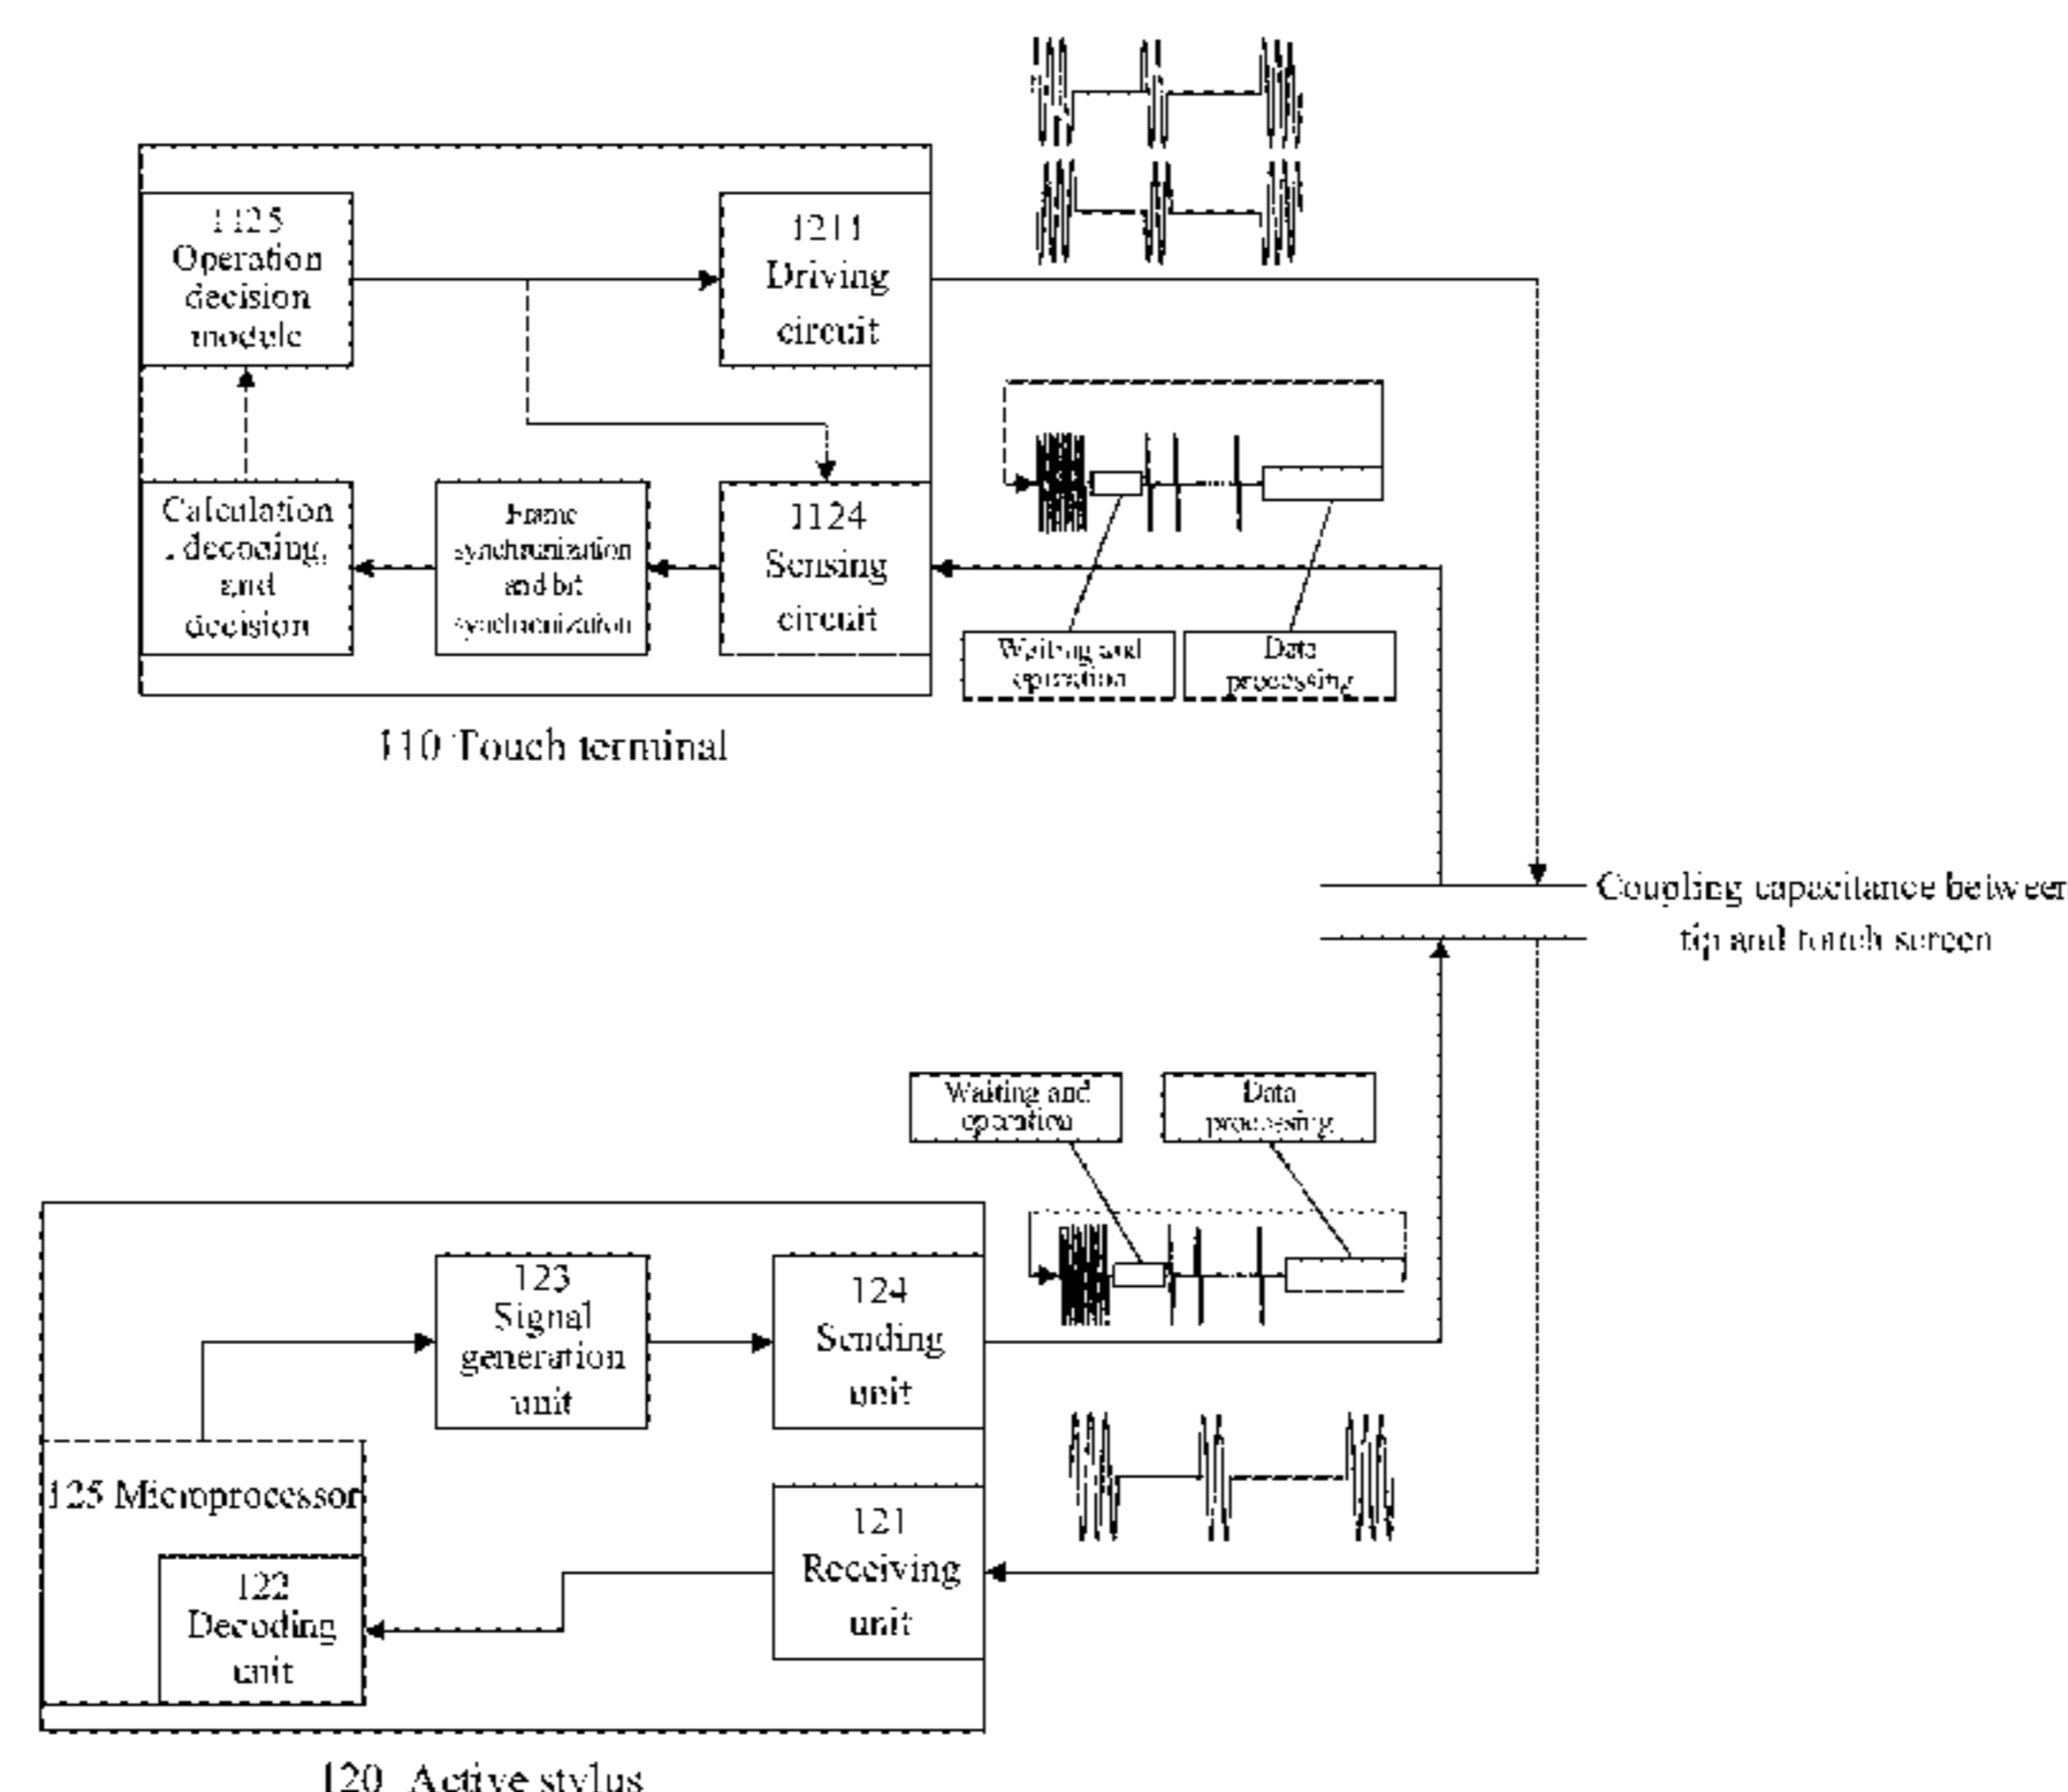 1125
Operation
decision
module
1211
Driving
circuit
Calculation
, decoding,
and
decision
Frame
synchronization
and bit
synchronization
1124
Sensing
circuit
Waiting and
operation
Data
processing
110 Touch terminal
Coupling capacitance between
tip and touch screen
Waiting and
operation
Data
processing
123
Signal
generation
unit
124
Sending
unit
125 Microprocessor
121
Receiving
unit
122
Decoding
unit
120 Active stylus